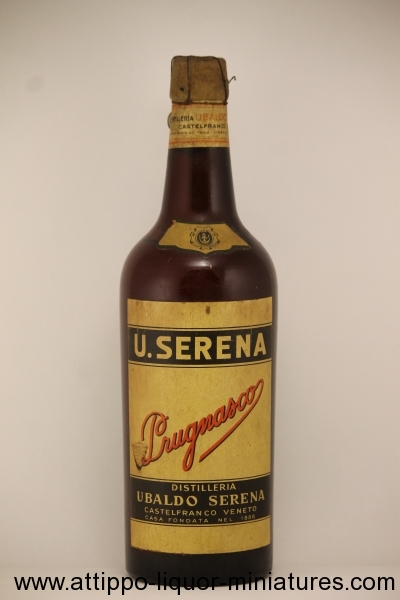 DISTILLERIA UBALDO
CASTELFRANCO
U. SERENA
Prugnasco
DISTILLERIA
UBALDO SERENA
CASTELFRANCO VENETO
CASA FONDATA NEL 1886
www.attippo-liquor-miniatures.com